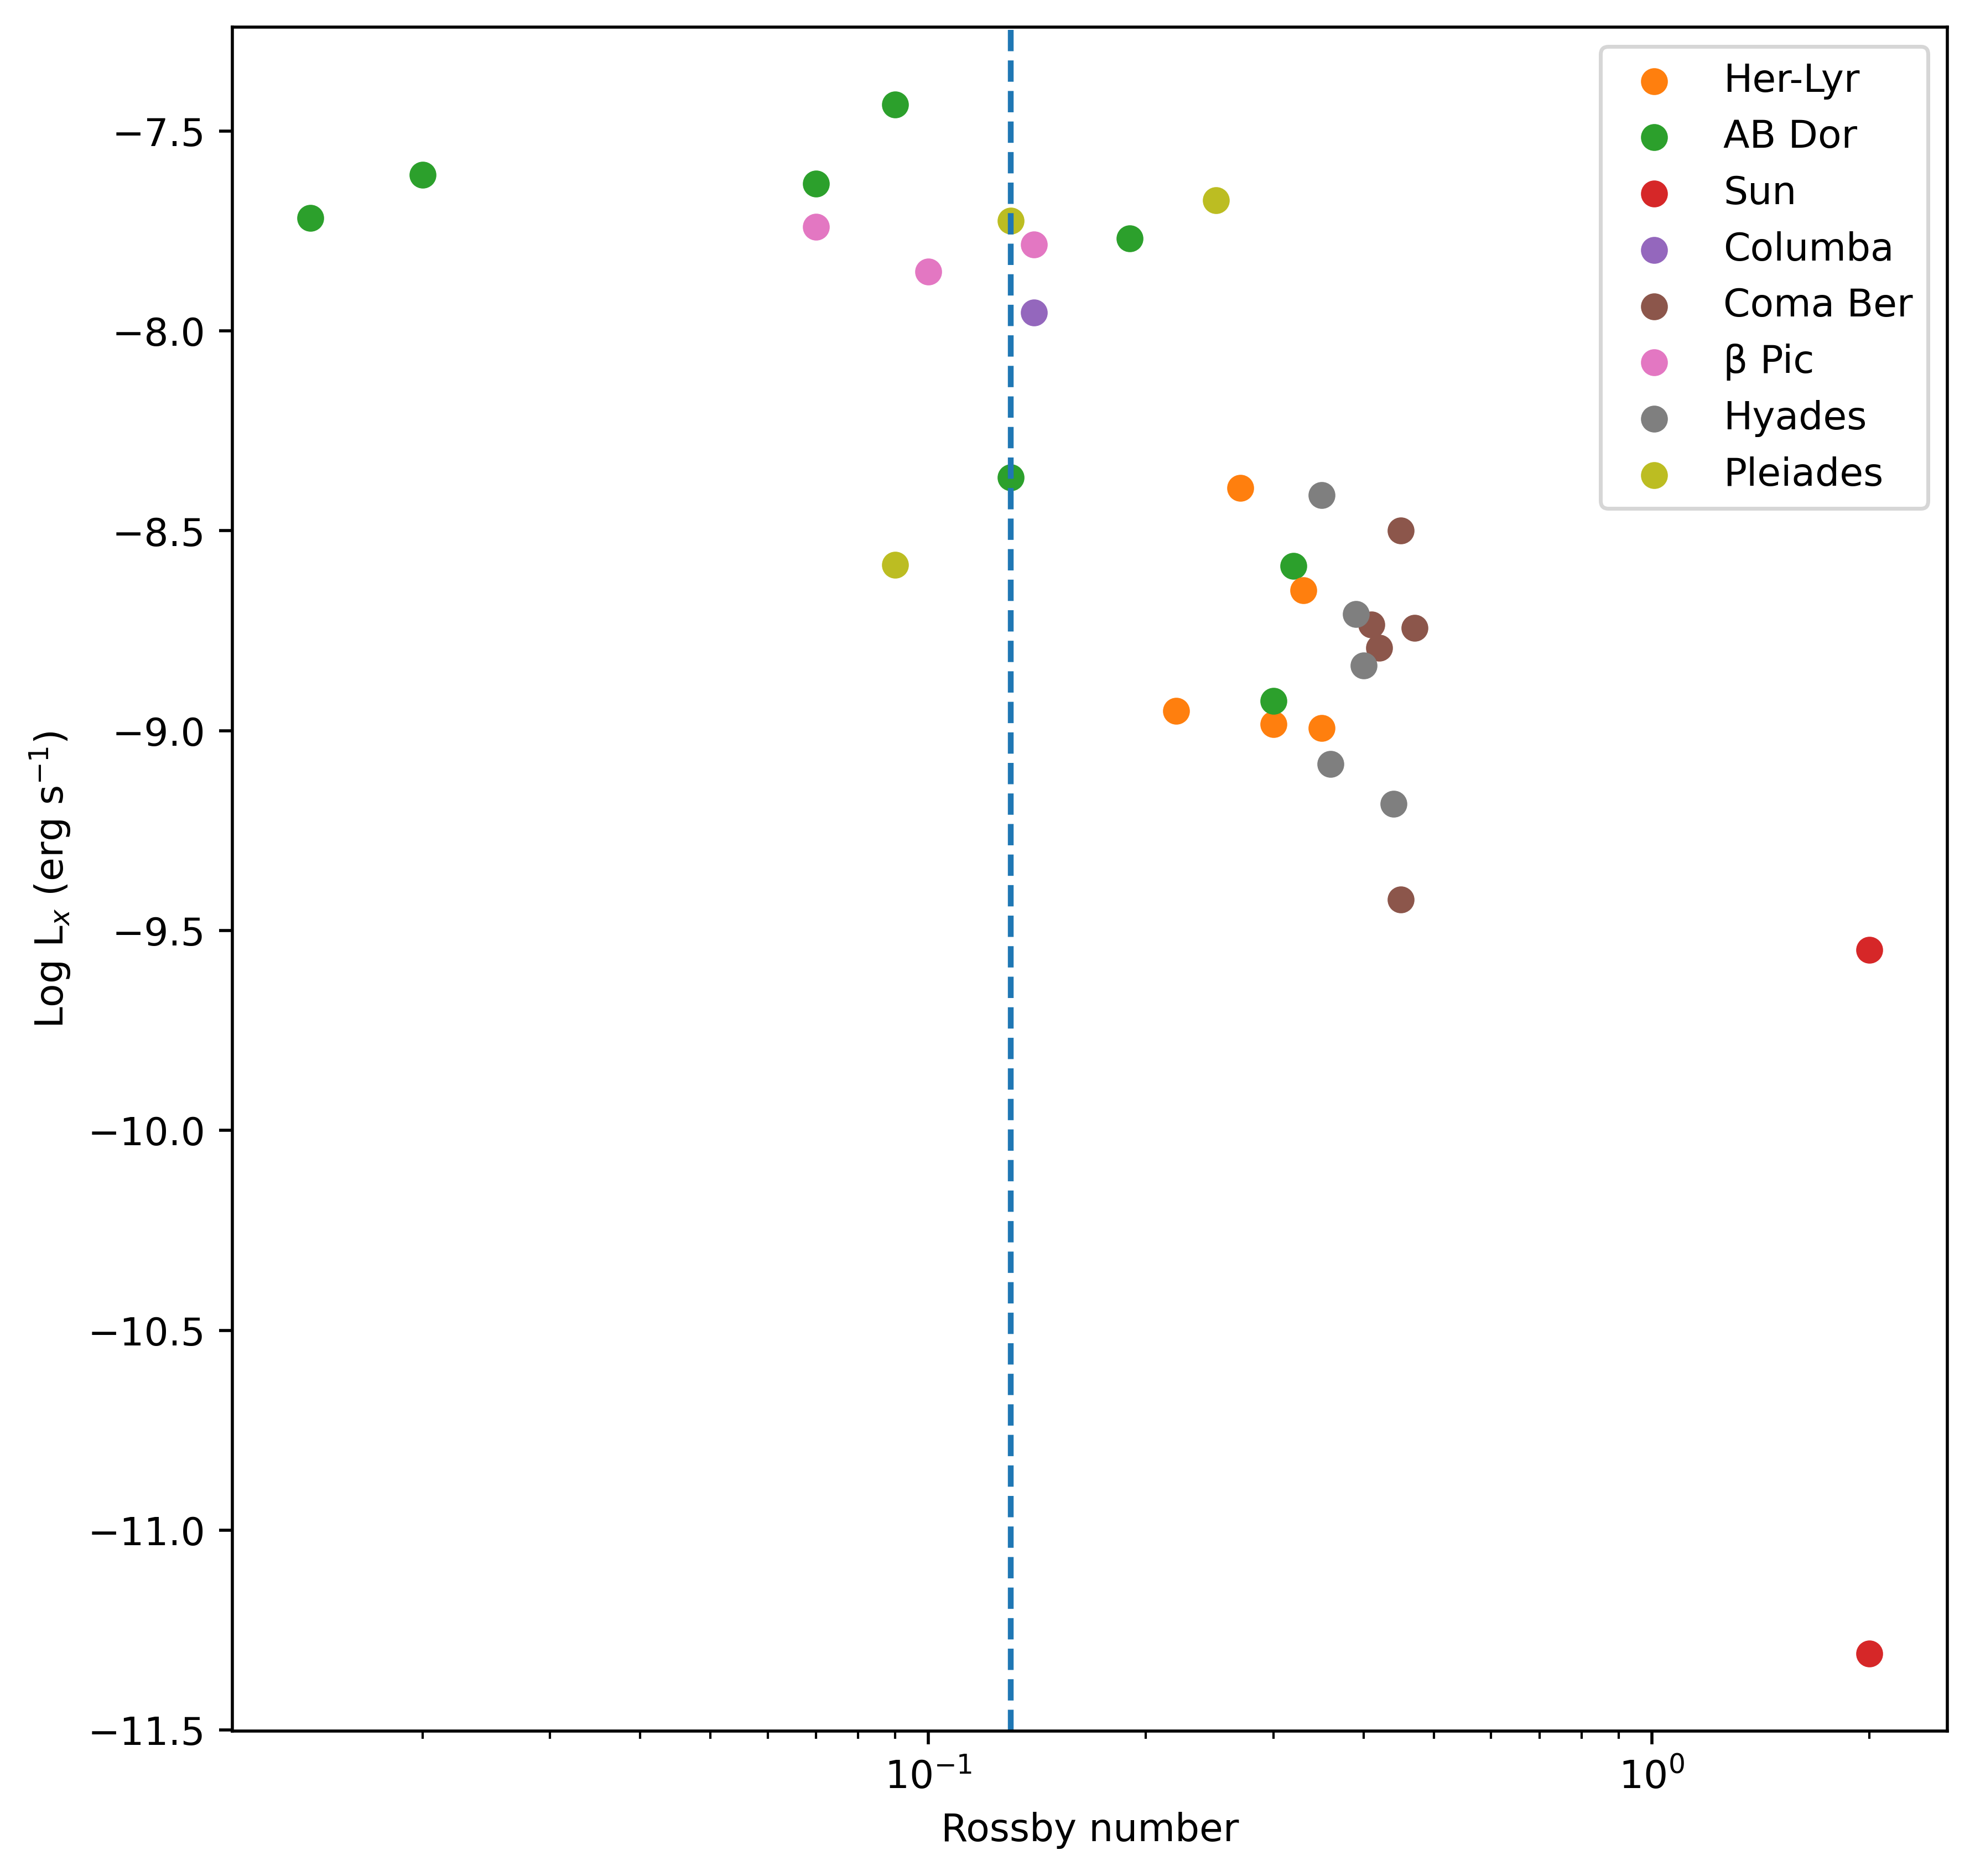 Her-Lyr
AB Dor
Sun
Columba
Coma Ber
β Pic
Hyades
Pleiades
−7.5
−8.0
−8.5
−9.0
−9.5
−10.0
−10.5
−11.0
−11.5
Log Lₓ (erg s⁻¹)
10⁻¹
10⁰
Rossby number